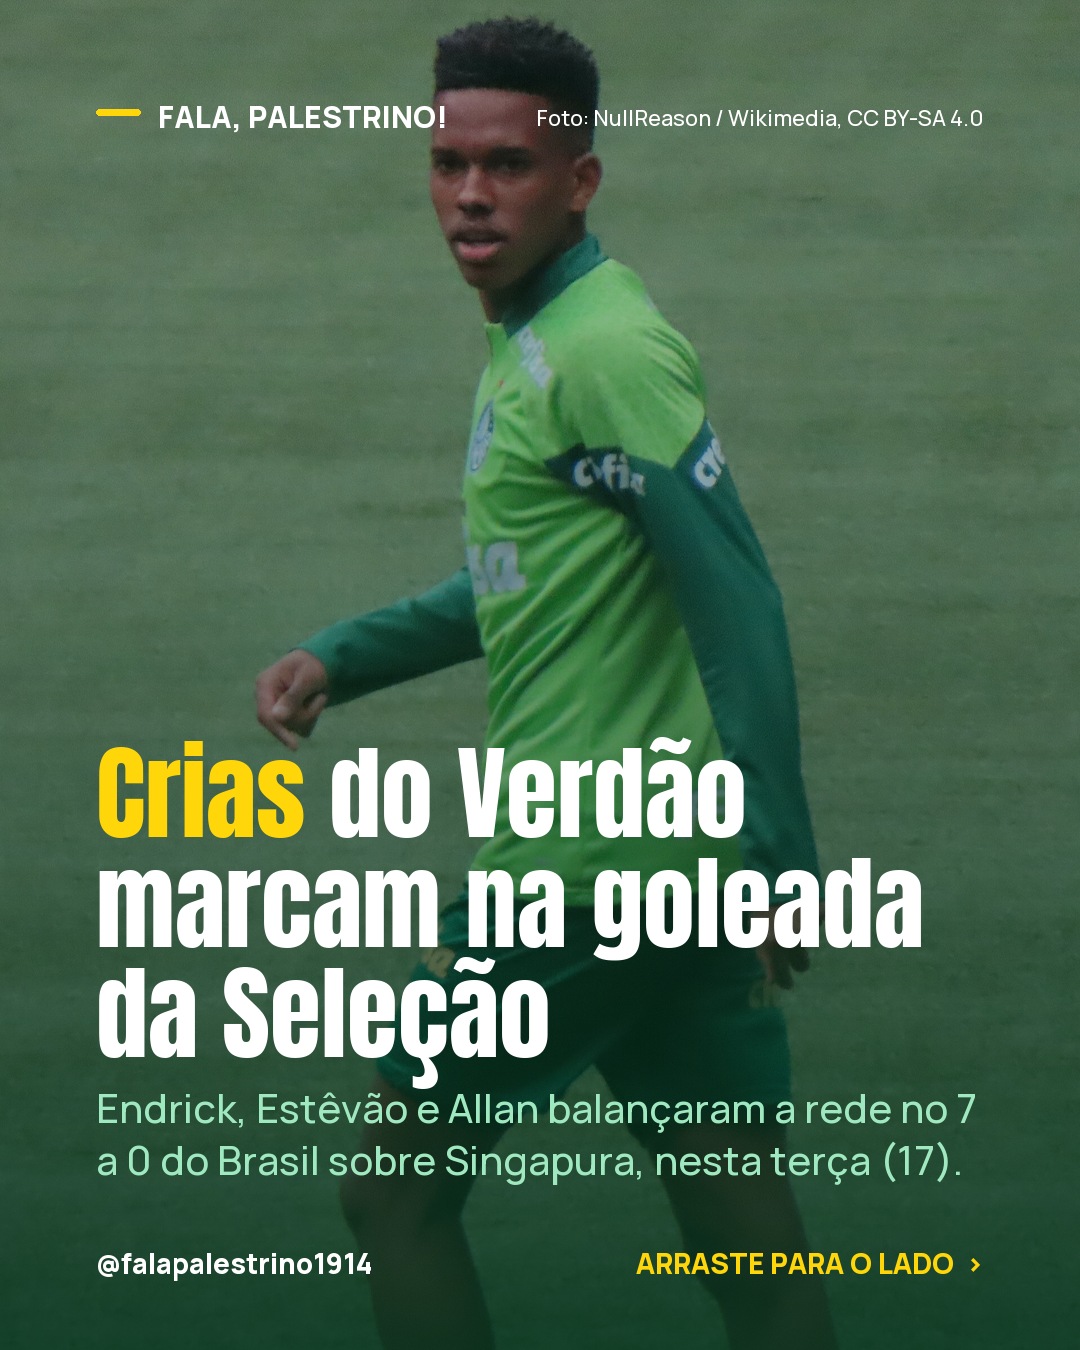 FALA, PALESTRINO!
Foto: NullReason / Wikimedia, CC BY-SA 4.0
Crias do Verdão
marcam na goleada
da Seleção
Endrick, Estêvão e Allan balançaram a rede no 7
a 0 do Brasil sobre Singapura, nesta terça (17).
@falapalestrino1914
ARRASTE PARA O LADO ›